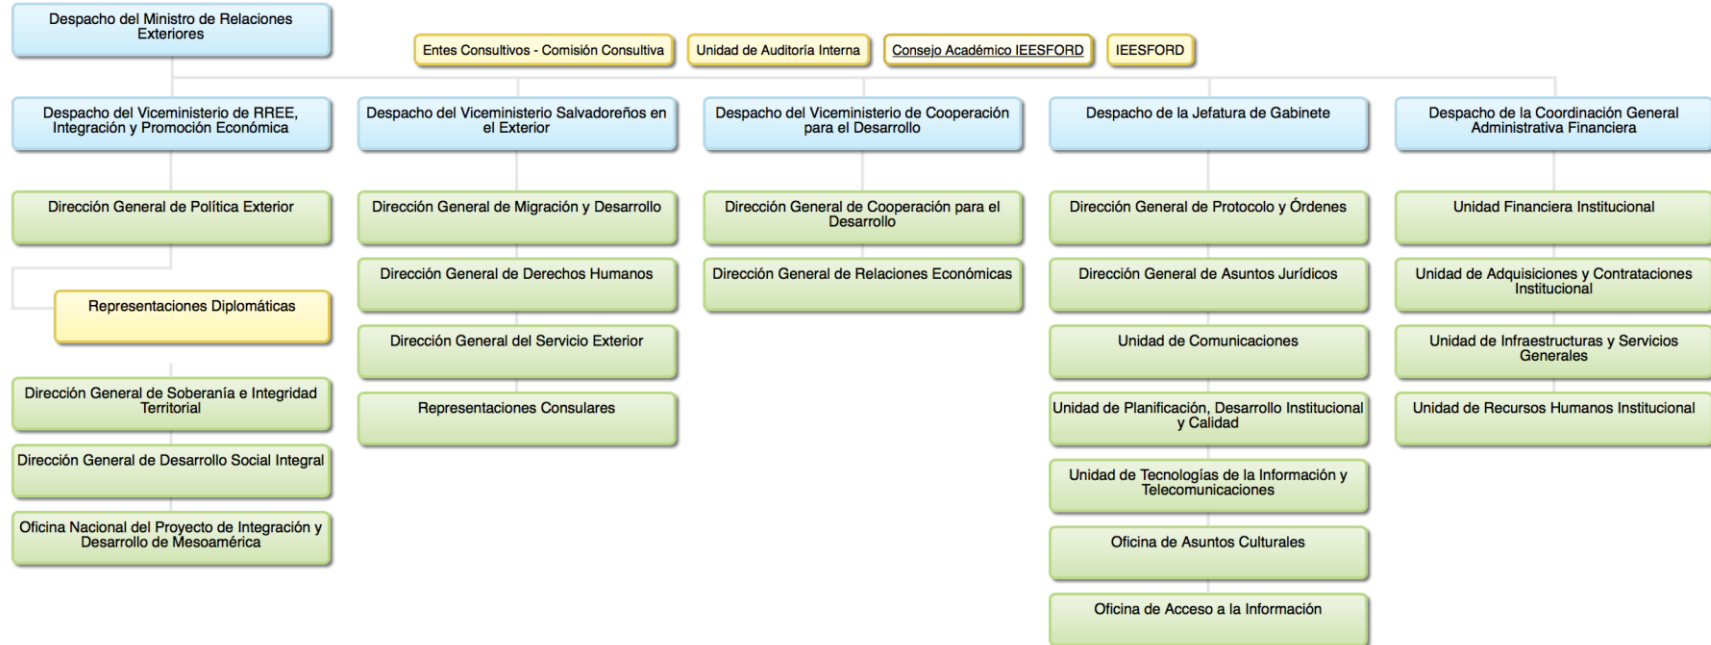 Despacho del Ministro de Relaciones
Exteriores
Entes Consultivos - Comisión Consultiva
Unidad de Auditoría Interna
Consejo Académico IEESFORD
IEESFORD
Despacho del Viceministerio de RREE,
Integración y Promoción Económica
Despacho del Viceministerio Salvadoreños en
el Exterior
Despacho del Viceministerio de Cooperación
para el Desarrollo
Despacho de la Jefatura de Gabinete
Despacho de la Coordinación General
Administrativa Financiera
Dirección General de Política Exterior
Dirección General de Migración y Desarrollo
Dirección General de Cooperación para el
Desarrollo
Dirección General de Protocolo y Órdenes
Unidad Financiera Institucional
Dirección General de Derechos Humanos
Dirección General de Relaciones Económicas
Dirección General de Asuntos Jurídicos
Unidad de Adquisiciones y Contrataciones
Institucional
Representaciones Diplomáticas
Dirección General del Servicio Exterior
Unidad de Comunicaciones
Unidad de Infraestructuras y Servicios
Generales
Dirección General de Soberanía e Integridad
Territorial
Representaciones Consulares
Unidad de Planificación, Desarrollo Institucional
y Calidad
Unidad de Recursos Humanos Institucional
Dirección General de Desarrollo Social Integral
Unidad de Tecnologías de la Información y
Telecomunicaciones
Oficina Nacional del Proyecto de Integración y
Desarrollo de Mesoamérica
Oficina de Asuntos Culturales
Oficina de Acceso a la Información